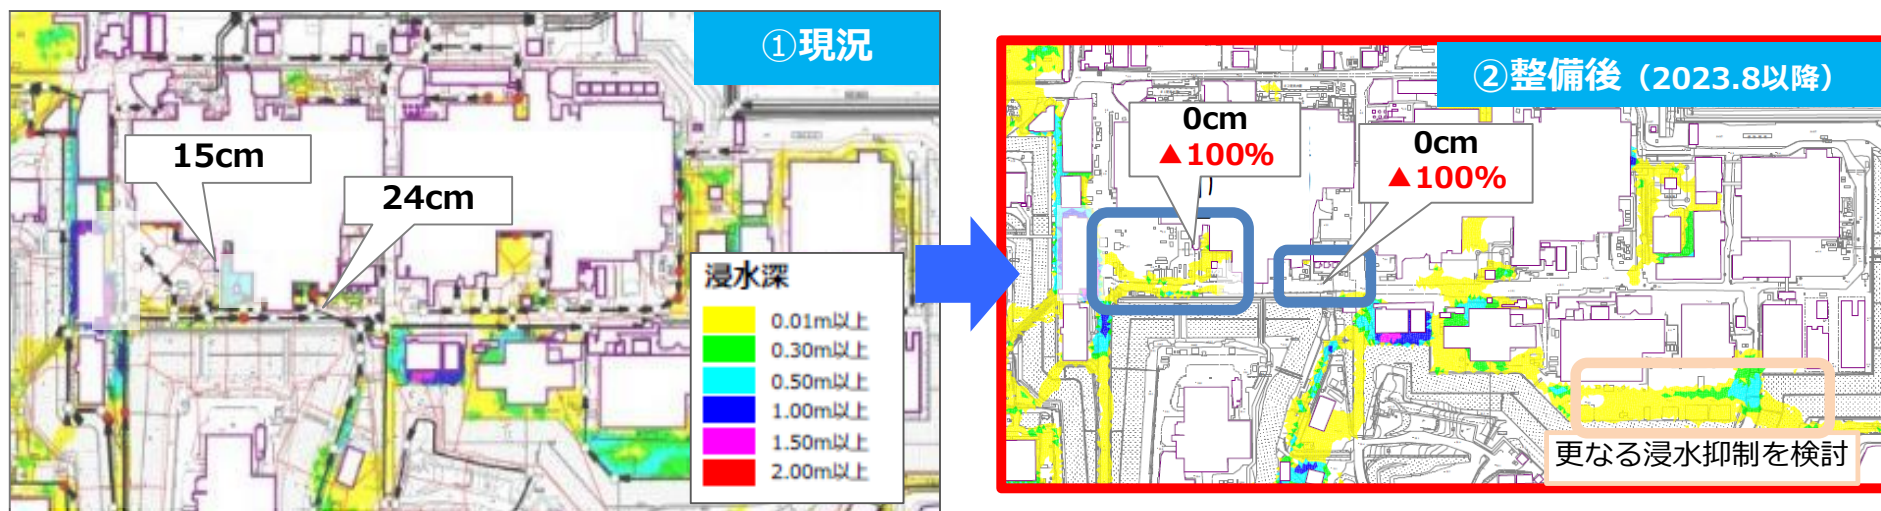 ①現況
15cm
24cm
浸水深
0.01m以上
0.30m以上
0.50m以上
1.00m以上
1.50m以上
2.00m以上
②整備後（2023.8以降）
0cm
▲100%
0cm
▲100%
更なる浸水抑制を検討